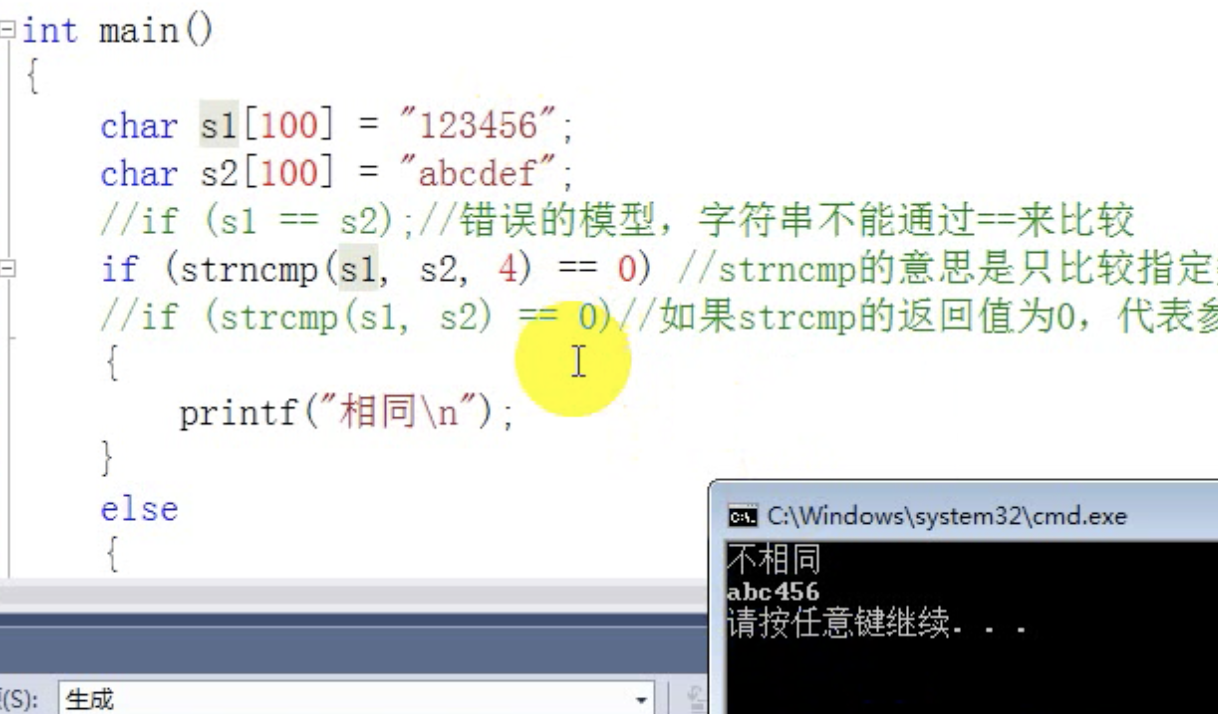 int main()
{
char s1[100] = "123456";
char s2[100] = "abcdef";
//if (s1 == s2);//错误的模型，字符串不能通过==来比较
if (strncmp(s1, s2, 4) == 0) //strncmp的意思是只比较指定
//if (strcmp(s1, s2) == 0)//如果strcmp的返回值为0，代表参
{
printf("相同\n");
}
else
{
C:\Windows\system32\cmd.exe
不相同
abc456
请按任意键继续. . .
(S): 生成